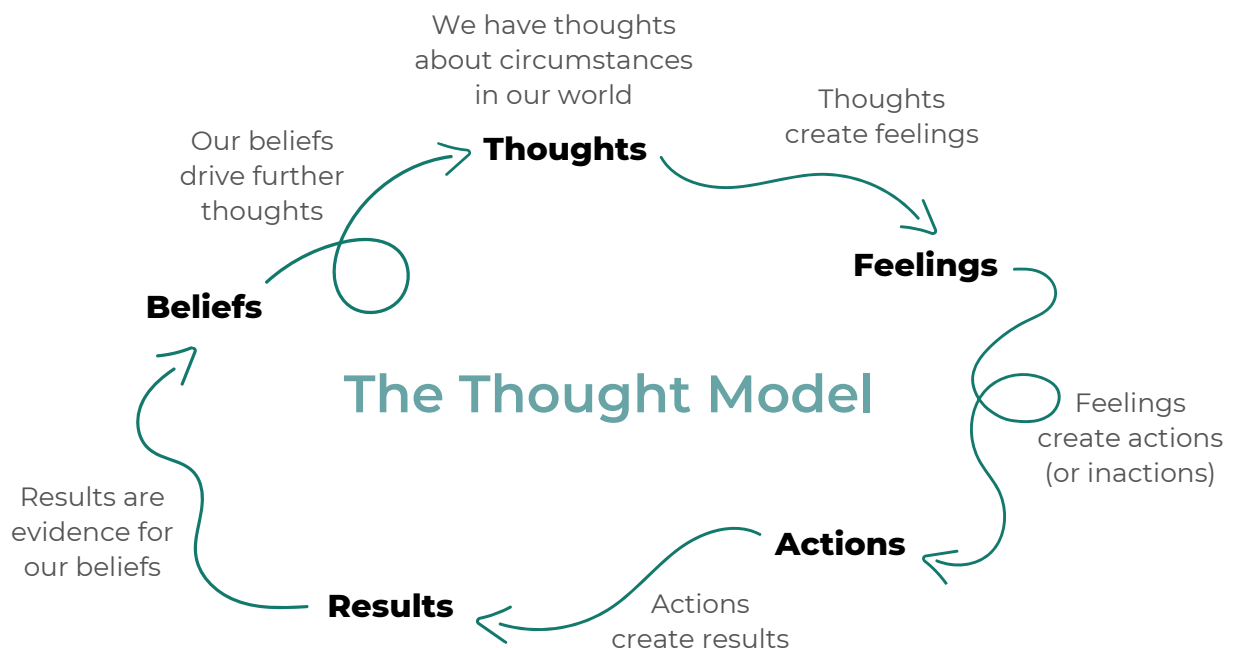 We have thoughts
about circumstances
in our world
Thoughts
Thoughts
create feelings
Feelings
Feelings
create actions
(or inactions)
Actions
Actions
create results
Results
Results are
evidence for
our beliefs
Beliefs
Our beliefs
drive further
thoughts
The Thought Model